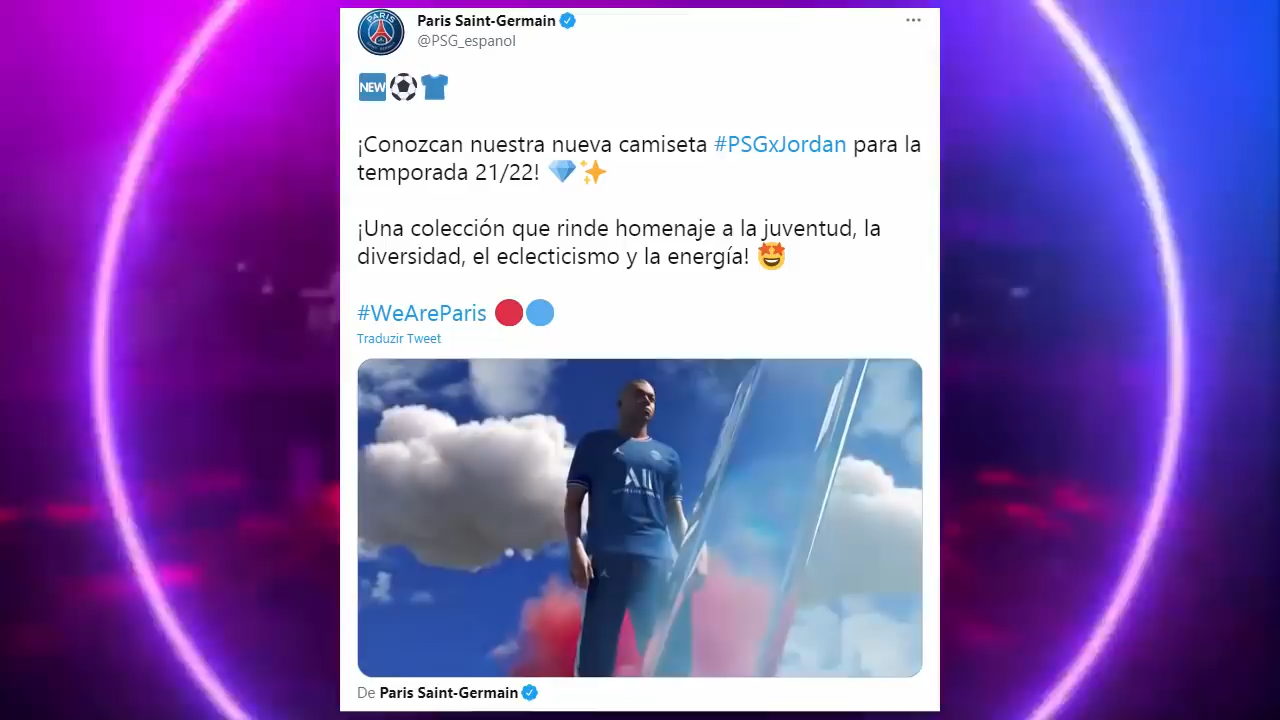 Paris Saint-Germain
@PSG_espanol
NEW
¡Conozcan nuestra nueva camiseta #PSGxJordan para la
temporada 21/22!
¡Una colección que rinde homenaje a la juventud, la
diversidad, el eclecticismo y la energía!
#WeAreParis
Traduzir Tweet
ALL
De Paris Saint-Germain